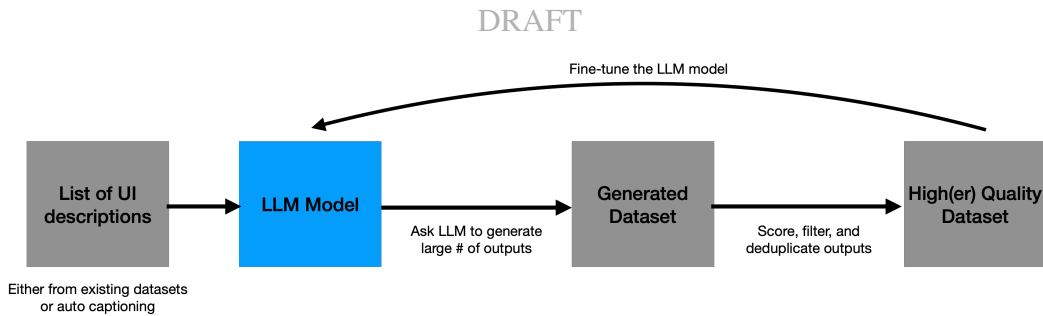 DRAFT
Fine-tune the LLM model
List of UI
descriptions
LLM Model
Generated
Dataset
High(er) Quality
Dataset
Ask LLM to generate
large # of outputs
Score, filter, and
deduplicate outputs
Either from existing datasets
or auto captioning